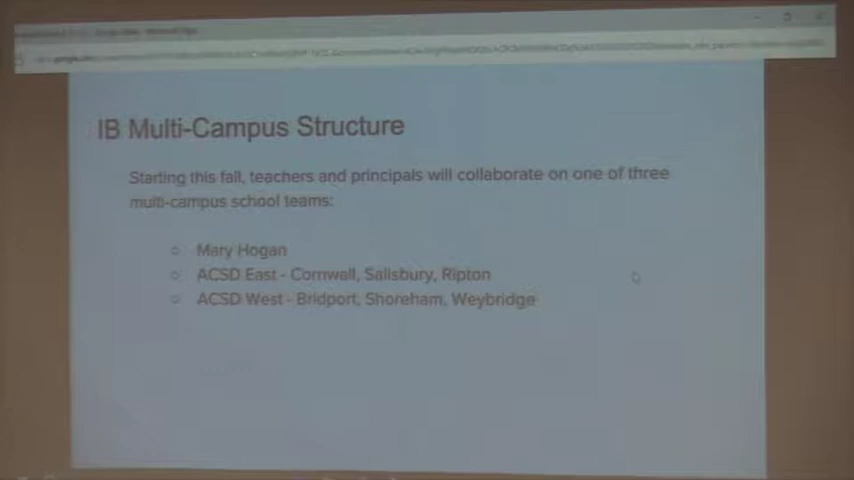 IB Multi-Campus Structure
Starting this fall, teachers and principals will collaborate on one of three
multi-campus school teams:
Mary Hogan
ACSD East - Cornwall, Salisbury, Ripton
ACSD West - Bridport, Shoreham, Weybridge